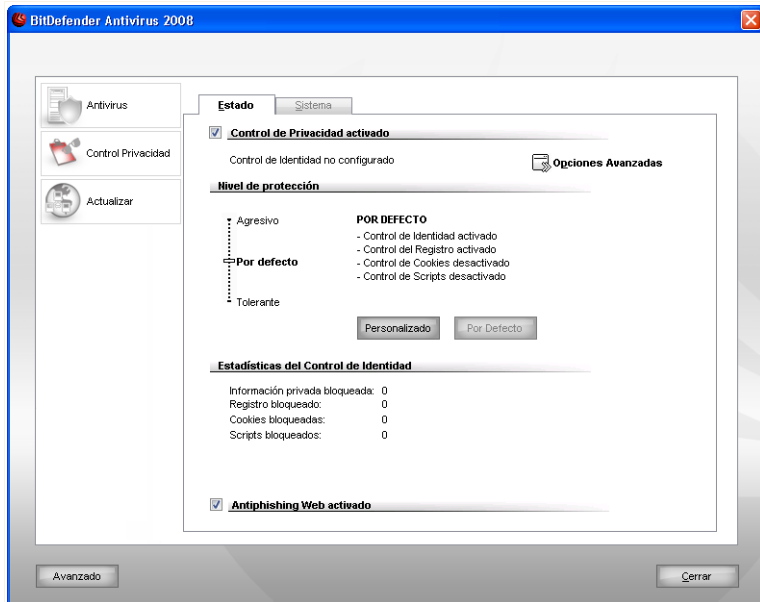 BitDefender Antivirus 2008
Antivirus
Control Privacidad
Actualizar
Estado
Sistema
Control de Privacidad activado
Control de Identidad no configurado
Opciones Avanzadas
Nivel de protección
Agresivo
Por defecto
Tolerante
POR DEFECTO
- Control de Identidad activado
- Control del Registro activado
- Control de Cookies desactivado
- Control de Scripts desactivado
Personalizado
Por Defecto
Estadísticas del Control de Identidad
Información privada bloqueada: 0
Registro bloqueado: 0
Cookies bloqueadas: 0
Scripts bloqueados: 0
Antiphishing Web activado
Avanzado
Cerrar